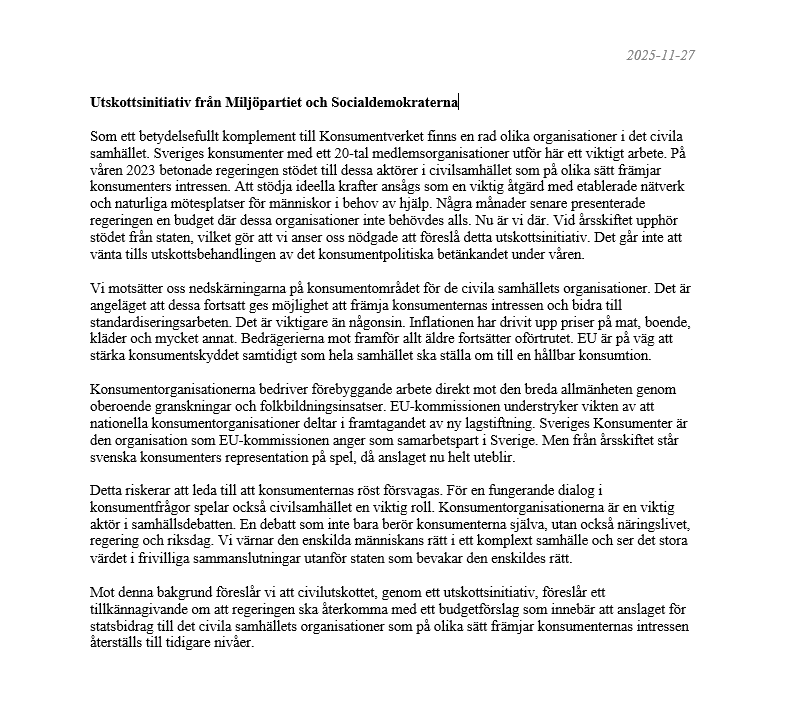 2025-11-27
Utskottsinitiativ från Miljöpartiet och Socialdemokraterna
Som ett betydelsefullt komplement till Konsumentverket finns en rad olika organisationer i det civila
samhället. Sveriges konsumenter med ett 20-tal medlemsorganisationer utför här ett viktigt arbete. På
våren 2023 betonade regeringen stödet till dessa aktörer i civilsamhället som på olika sätt främjar
konsumenters intressen. Att stödja ideella krafter ansågs som en viktig åtgärd med etablerade nätverk
och naturliga mötesplatser för människor i behov av hjälp. Några månader senare presenterade
regeringen en budget där dessa organisationer inte behövdes alls. Nu är vi där. Vid årsskiftet upphör
stödet från staten, vilket gör att vi anser oss nödgade att föreslå detta utskottsinitiativ. Det går inte att
vänta tills utskottsbehandlingen av det konsumentpolitiska betänkandet under våren.
Vi motsätter oss nedskärningarna på konsumentområdet för de civila samhällets organisationer. Det är
angeläget att dessa fortsatt ges möjlighet att främja konsumenternas intressen och bidra till
standardiseringsarbeten. Det är viktigare än någonsin. Inflationen har drivit upp priser på mat, boende,
kläder och mycket annat. Bedrägerierna mot framför allt äldre fortsätter oförtrutet. EU är på väg att
stärka konsumentskyddet samtidigt som hela samhället ska ställa om till en hållbar konsumtion.
Konsumentorganisationerna bedriver förebyggande arbete direkt mot den breda allmänheten genom
oberoende granskningar och folkbildningsinsatser. EU-kommissionen understryker vikten av att
nationella konsumentorganisationer deltar i framtagandet av ny lagstiftning. Sveriges Konsumenter är
den organisation som EU-kommissionen anger som samarbetspart i Sverige. Men från årsskiftet står
svenska konsumenters representation på spel, då anslaget nu helt uteblir.
Detta riskerar att leda till att konsumenternas röst försvagas. För en fungerande dialog i
konsumentfrågor spelar också civilsamhället en viktig roll. Konsumentorganisationerna är en viktig
aktör i samhällsdebatten. En debatt som inte bara berör konsumenterna själva, utan också näringslivet,
regering och riksdag. Vi värnar den enskilda människans rätt i ett komplext samhälle och ser det stora
värdet i frivilliga sammanslutningar utanför staten som bevakar den enskildes rätt.
Mot denna bakgrund föreslår vi att civilutskottet, genom ett utskottsinitiativ, föreslår ett
tillkännagivande om att regeringen ska återkomma med ett budgetförslag som innebär att anslaget för
statsbidrag till det civila samhällets organisationer som på olika sätt främjar konsumenternas intressen
återställs till tidigare nivåer.